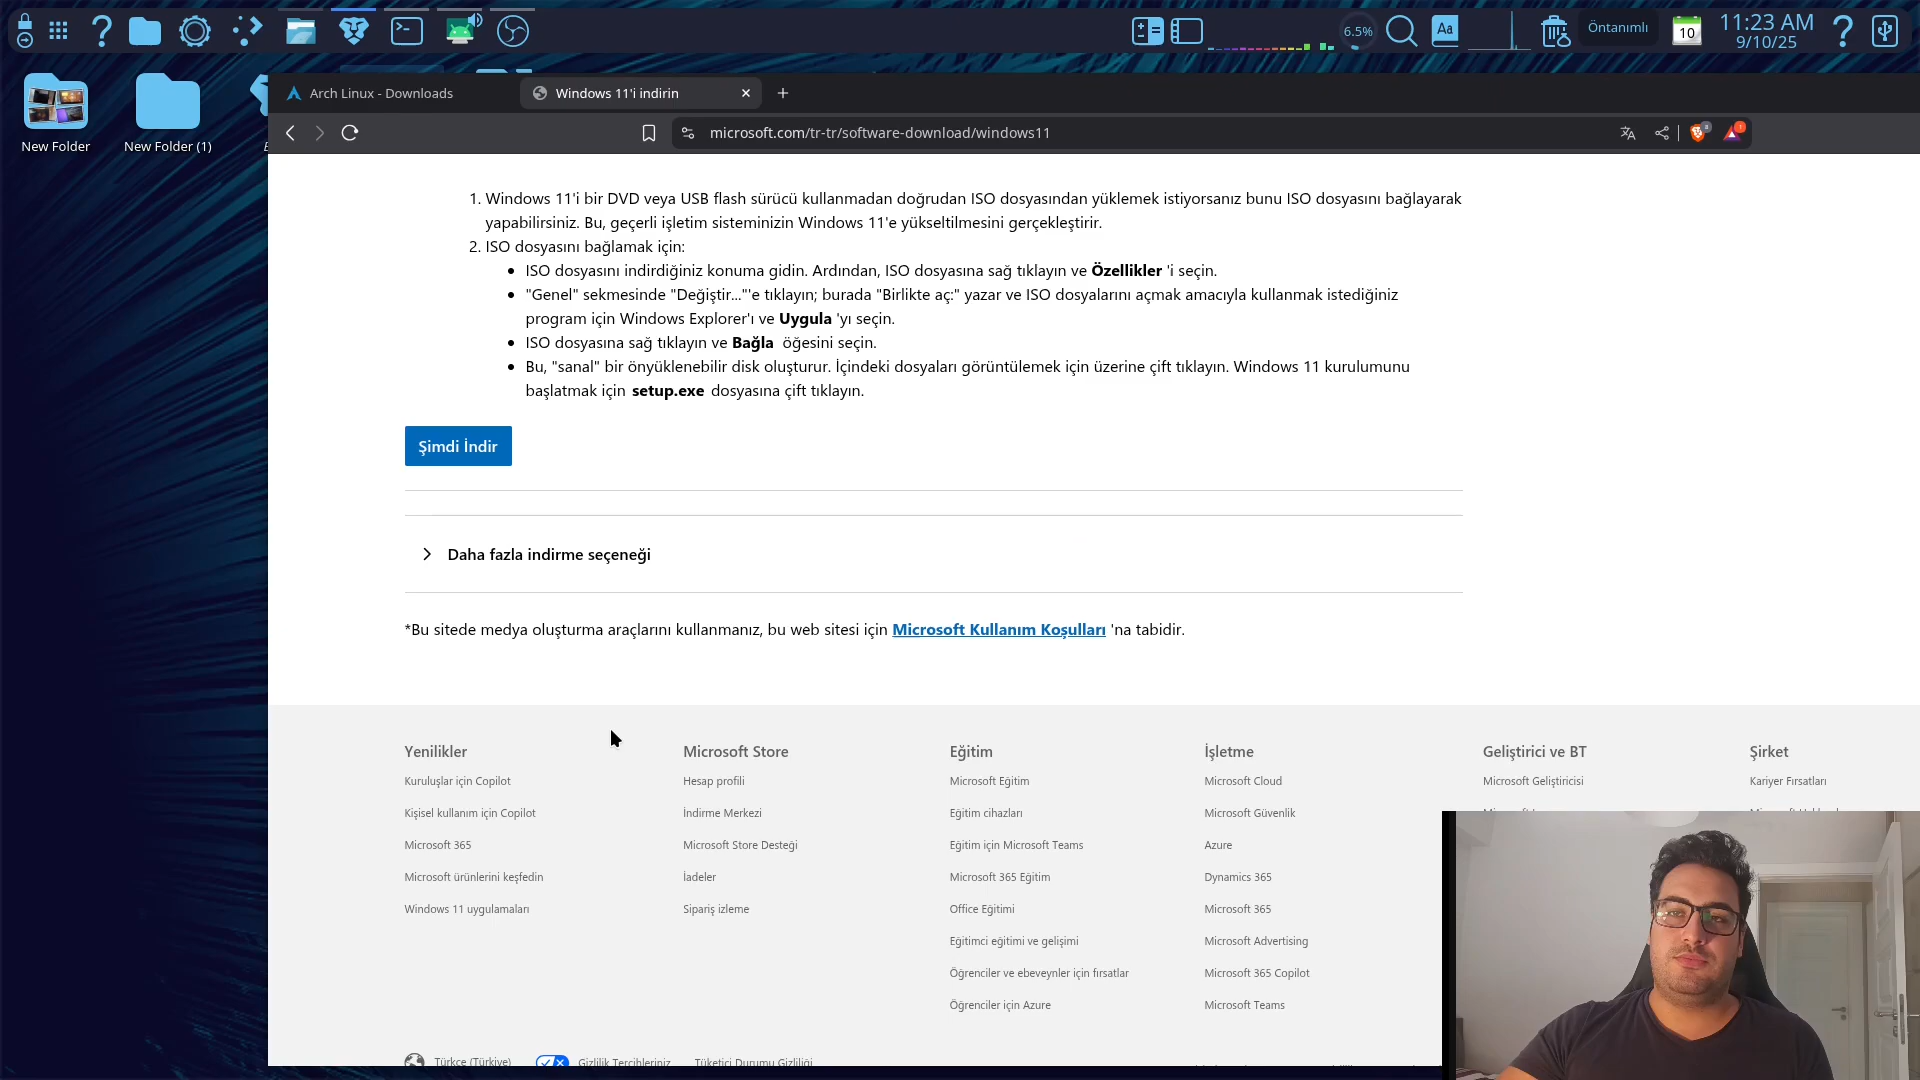 6.5%
Aa
Öntanımlı
10
11:23 AM
9/10/25
New Folder
New Folder (1)
Arch Linux - Downloads
Windows 11'i indirin
microsoft.com/tr-tr/software-download/windows11
1. Windows 11'i bir DVD veya USB flash sürücü kullanmadan doğrudan ISO dosyasından yüklemek istiyorsanız bunu ISO dosyasını bağlayarak
yapabilirsiniz. Bu, geçerli işletim sisteminizin Windows 11'e yükseltilmesini gerçekleştirir.
2. ISO dosyasını bağlamak için:
• ISO dosyasını indirdiğiniz konuma gidin. Ardından, ISO dosyasına sağ tıklayın ve Özellikler 'i seçin.
• "Genel" sekmesinde "Değiştir..."'e tıklayın; burada "Birlikte aç:" yazar ve ISO dosyalarını açmak amacıyla kullanmak istediğiniz
program için Windows Explorer'ı ve Uygula 'yı seçin.
• ISO dosyasına sağ tıklayın ve Bağla öğesini seçin.
• Bu, "sanal" bir önyüklenebilir disk oluşturur. İçindeki dosyaları görüntülemek için üzerine çift tıklayın. Windows 11 kurulumunu
başlatmak için setup.exe dosyasına çift tıklayın.
Şimdi İndir
Daha fazla indirme seçeneği
*Bu sitede medya oluşturma araçlarını kullanmanız, bu web sitesi için Microsoft Kullanım Koşulları 'na tabidir.
Yenilikler
Kuruluşlar için Copilot
Kişisel kullanım için Copilot
Microsoft 365
Microsoft ürünlerini keşfedin
Windows 11 uygulamaları
Microsoft Store
Hesap profili
İndirme Merkezi
Microsoft Store Desteği
İadeler
Sipariş izleme
Eğitim
Microsoft Eğitim
Eğitim cihazları
Eğitim için Microsoft Teams
Microsoft 365 Eğitim
Office Eğitimi
Eğitimci eğitimi ve gelişimi
Öğrenciler ve ebeveynler için fırsatlar
Öğrenciler için Azure
İşletme
Microsoft Cloud
Microsoft Güvenlik
Azure
Dynamics 365
Microsoft 365
Microsoft Advertising
Microsoft 365 Copilot
Microsoft Teams
Geliştirici ve BT
Microsoft Geliştiricisi
Şirket
Kariyer Fırsatları
Türkçe (Türkiye)
Gizlilik Tercihleriniz
Tüketici Durumu Gizliliği